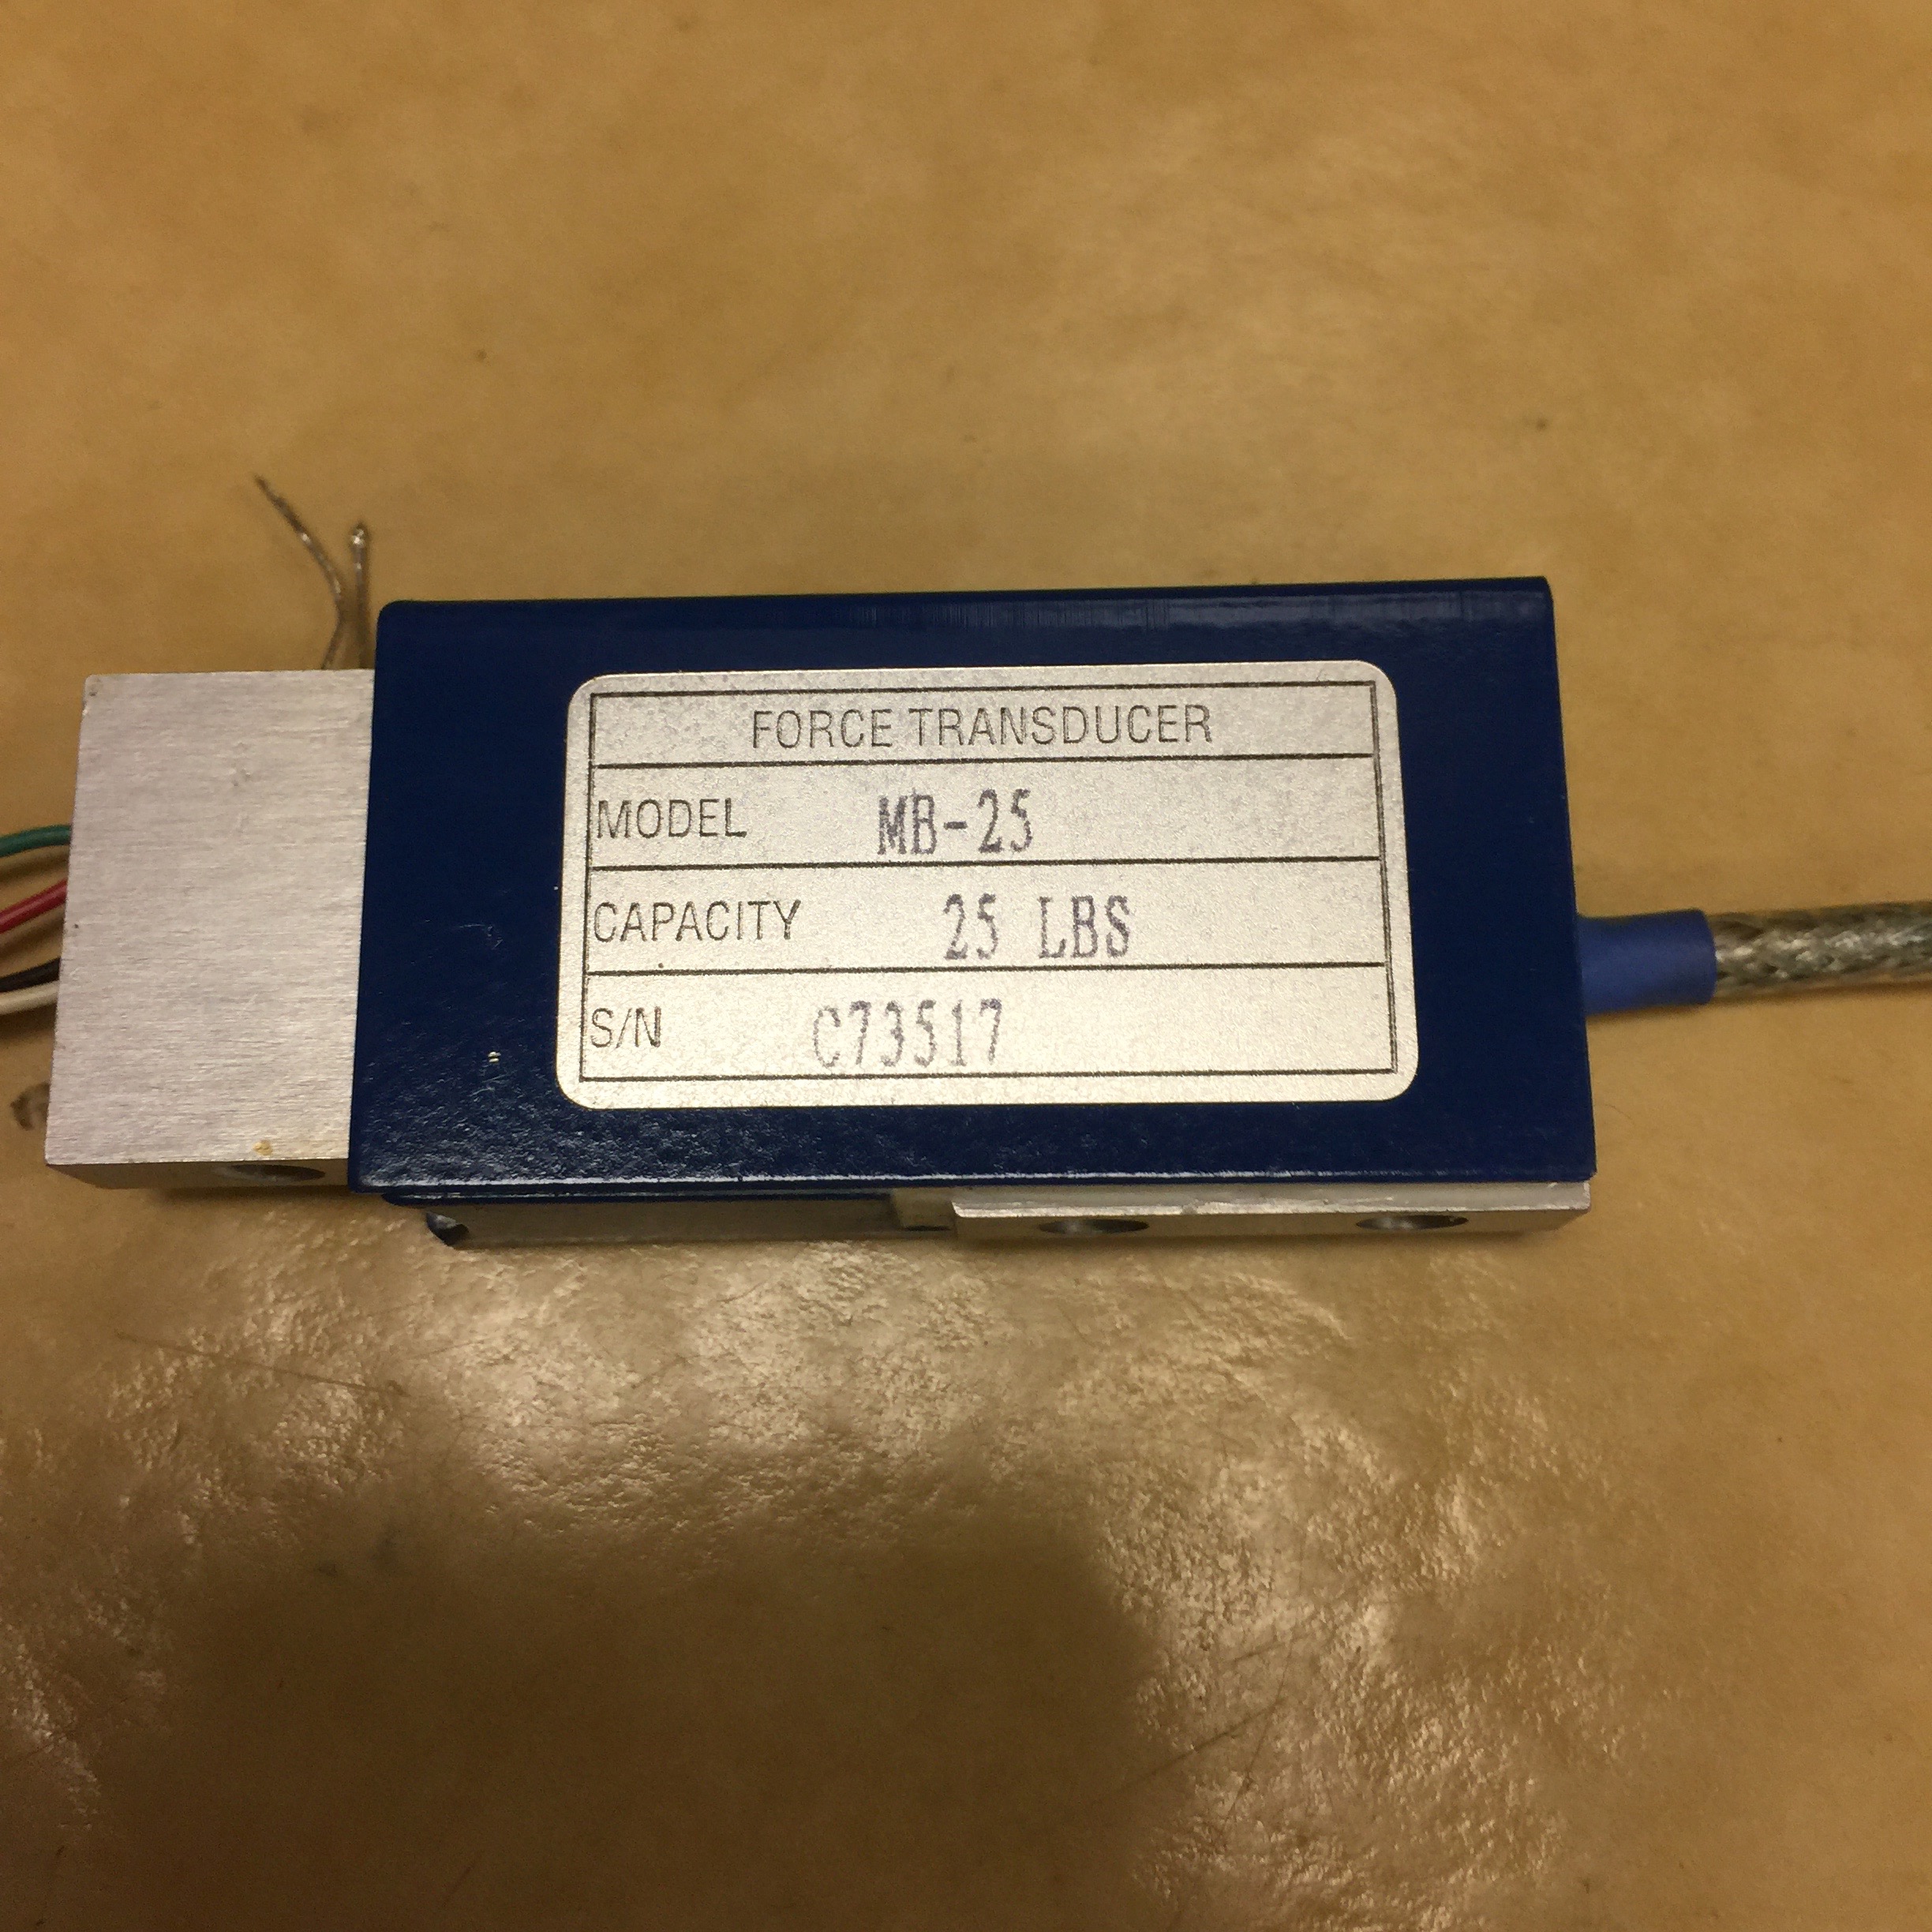 FORCE TRANSDUCER
MODEL MB-25
CAPACITY 25 LBS
S/N C73517